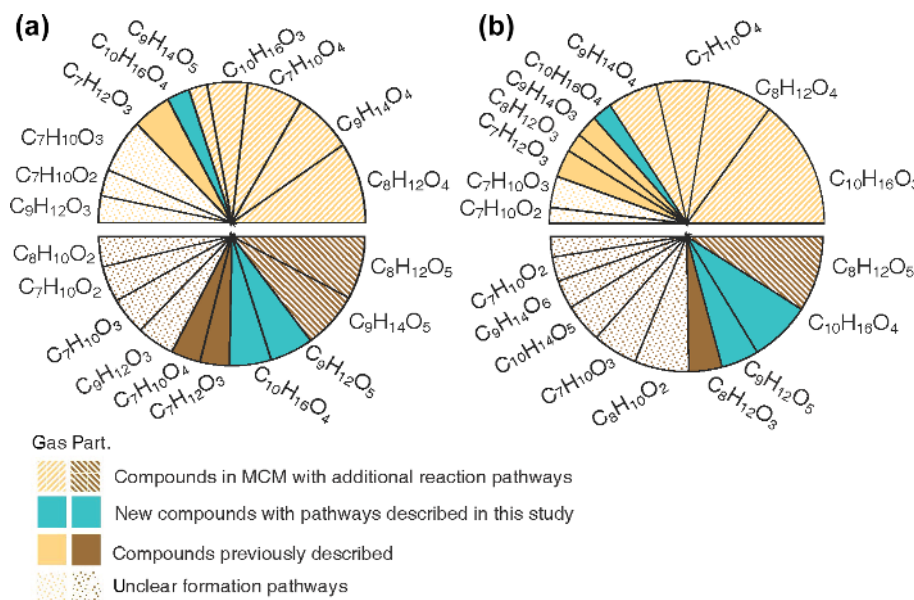 (a)
C₉H₁₄O₅
C₁₀H₁₆O₄
C₇H₁₂O₃
C₇H₁₀O₃
C₇H₁₀O₂
C₉H₁₂O₃
C₁₀H₁₆O₃
C₇H₁₀O₄
C₉H₁₄O₄
C₈H₁₂O₄
C₈H₁₀O₂
C₇H₁₀O₂
C₇H₁₀O₃
C₉H₁₂O₃
C₇H₁₀O₄
C₇H₁₂O₃
C₁₀H₁₆O₄
C₉H₁₂O₅
C₉H₁₄O₅
C₈H₁₂O₅
(b)
C₇H₁₀O₄
C₉H₁₄O₄
C₁₀H₁₆O₄
C₉H₁₄O₃
C₈H₁₂O₃
C₇H₁₂O₃
C₇H₁₀O₃
C₇H₁₀O₂
C₈H₁₂O₄
C₁₀H₁₆O₃
C₇H₁₀O₂
C₉H₁₄O₆
C₁₀H₁₄O₅
C₇H₁₀O₃
C₈H₁₀O₂
C₈H₁₂O₃
C₉H₁₂O₅
C₁₀H₁₆O₄
C₈H₁₂O₅
Gas Part.
Compounds in MCM with additional reaction pathways
New compounds with pathways described in this study
Compounds previously described
Unclear formation pathways